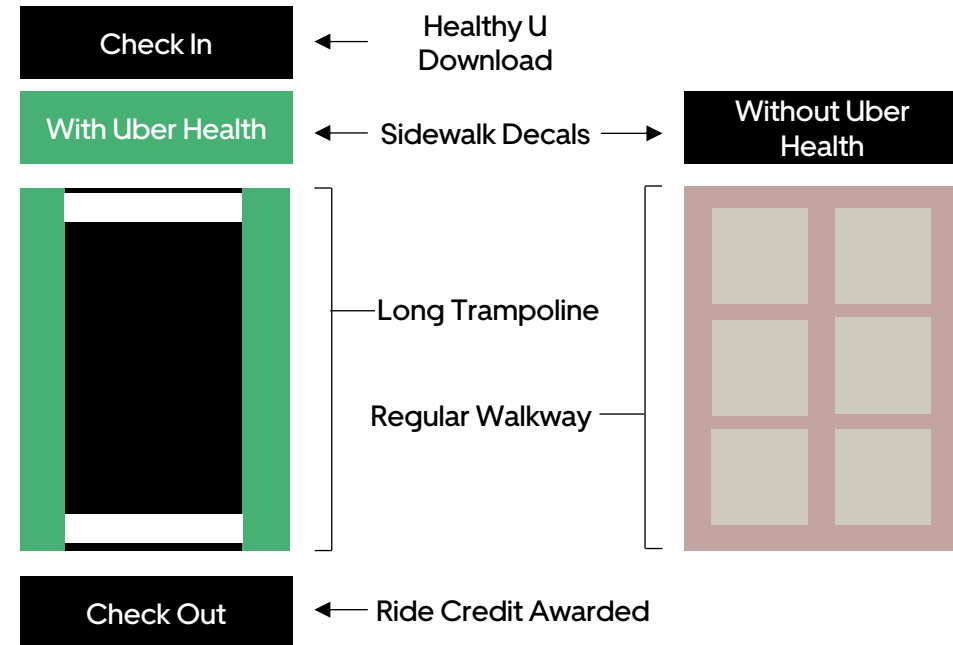 Check In
Healthy U
Download
With Uber Health
Sidewalk Decals
Without Uber
Health
Long Trampoline
Regular Walkway
Check Out
Ride Credit Awarded